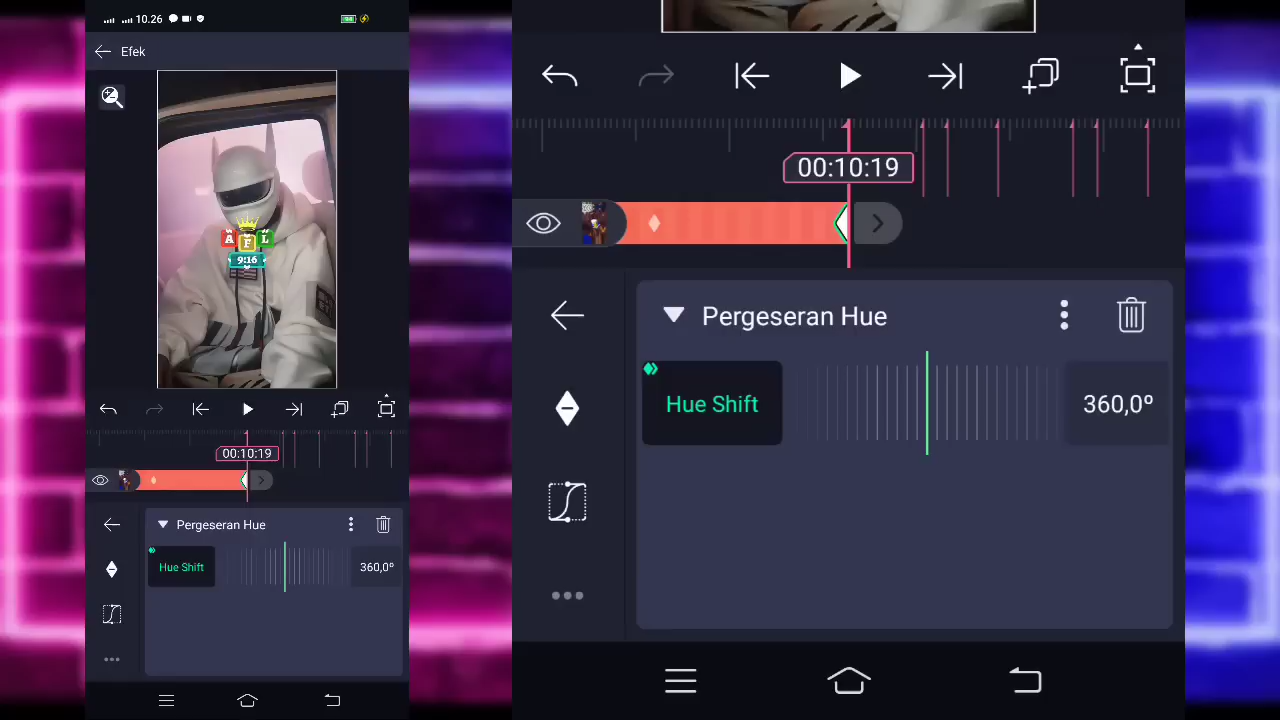 10.26
94
Efek
A F L
9:16
00:10:19
Pergeseran Hue
Hue Shift
360,0°
00:10:19
Pergeseran Hue
Hue Shift
360,0°